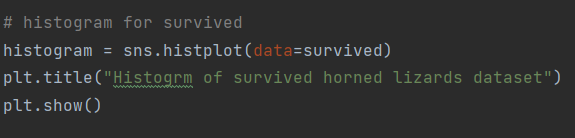 # histogram for survived
histogram = sns.histplot(data=survived)
plt.title("Histogrm of survived horned lizards dataset")
plt.show()